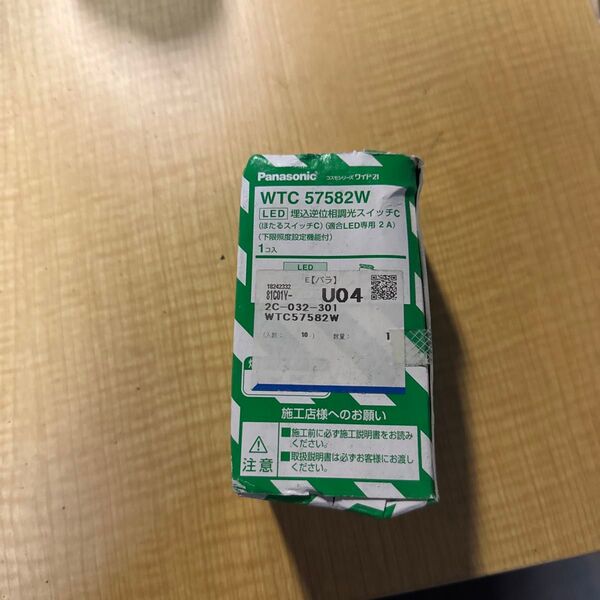 Panasonic コスモシリーズワイド21
WTC 57582W
LED 埋込逆位相調光スイッチC
(ほたるスイッチC)(適合LED専用 2A)
(下限照度設定機能付)
1コ入
LED
E【バラ】
18242332
81C01Y- U04
2C-032-301
WTC57582W
(入数: 10 ) 数量: 1
施工店様へのお願い
注意
■施工前に必ず施工説明書をお読み
ください。
■取扱説明書は必ずお客様にお渡し
ください。